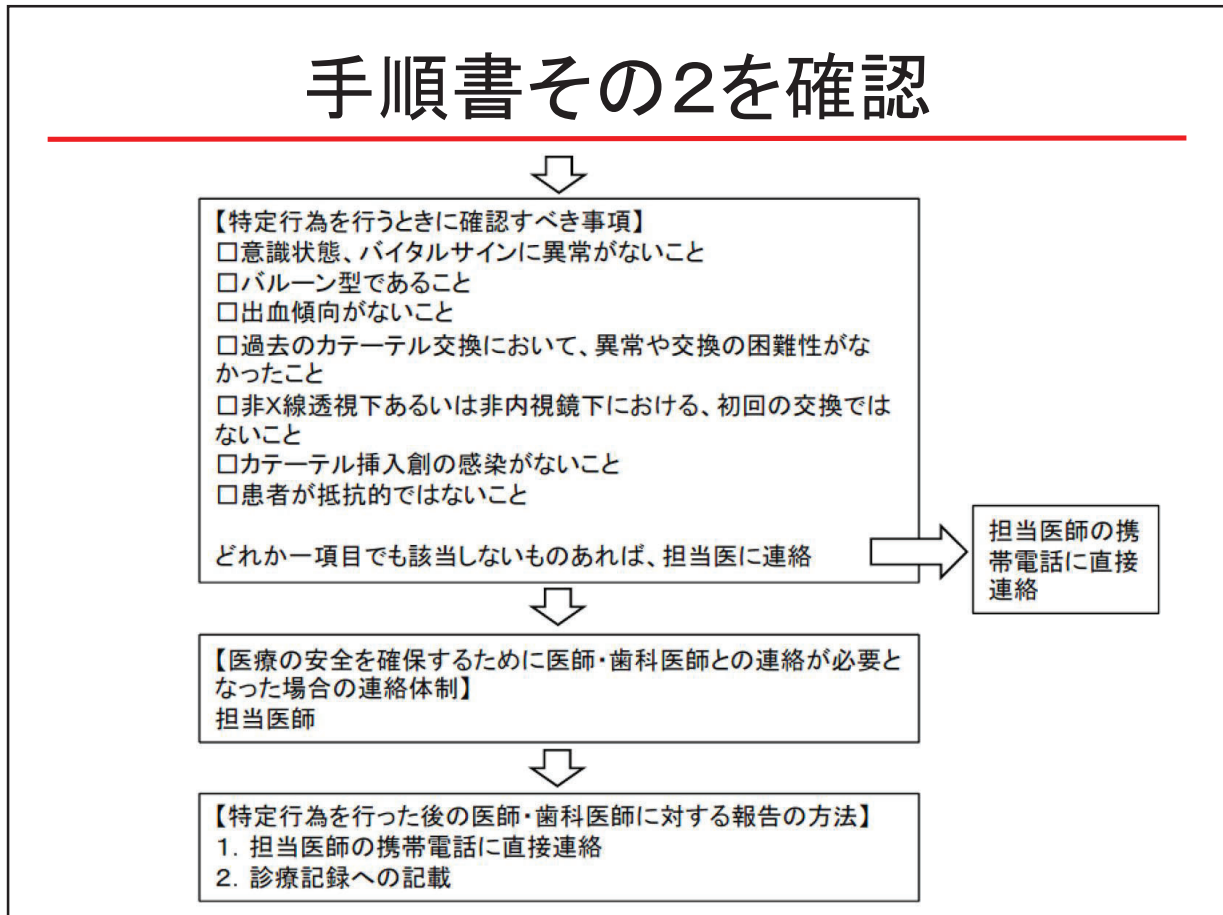 手順書その2を確認
【特定行為を行うときに確認すべき事項】
□意識状態、バイタルサインに異常がないこと
□バルーン型であること
□出血傾向がないこと
□過去のカテーテル交換において、異常や交換の困難性がな
かったこと
□非X線透視下あるいは非内視鏡下における、初回の交換では
ないこと
□カテーテル挿入創の感染がないこと
□患者が抵抗的ではないこと
どれか一項目でも該当しないものあれば、担当医に連絡
担当医師の携
帯電話に直接
連絡
【医療の安全を確保するために医師・歯科医師との連絡が必要と
なった場合の連絡体制】
担当医師
【特定行為を行った後の医師・歯科医師に対する報告の方法】
1. 担当医師の携帯電話に直接連絡
2. 診療記録への記載